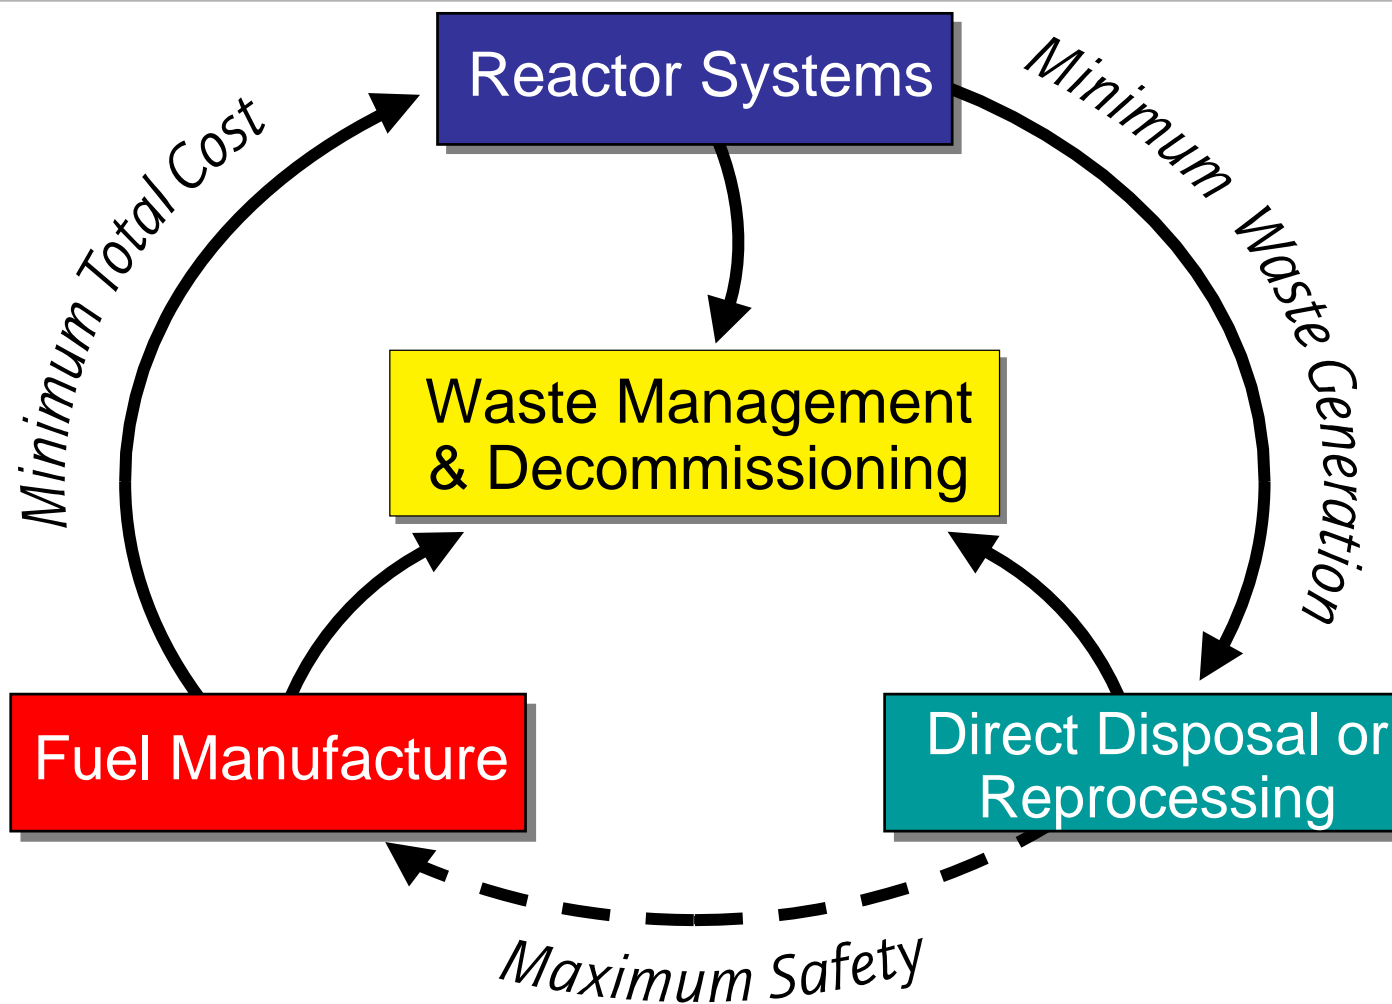 Reactor Systems
Minimum Total Cost
Minimum Waste Generation
Waste Management
& Decommissioning
Fuel Manufacture
Direct Disposal or
Reprocessing
Maximum Safety